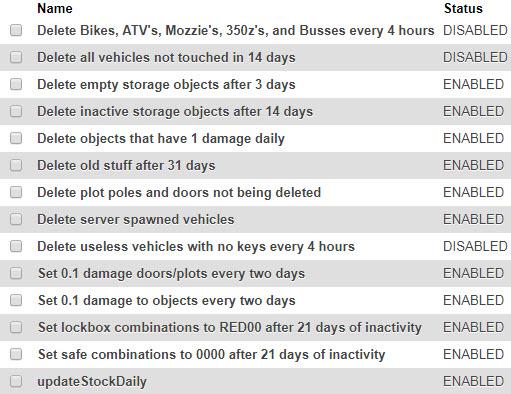 Name Status
Delete Bikes, ATV's, Mozzie's, 350z's, and Busses every 4 hours DISABLED
Delete all vehicles not touched in 14 days DISABLED
Delete empty storage objects after 3 days ENABLED
Delete inactive storage objects after 14 days ENABLED
Delete objects that have 1 damage daily ENABLED
Delete old stuff after 31 days ENABLED
Delete plot poles and doors not being deleted ENABLED
Delete server spawned vehicles ENABLED
Delete useless vehicles with no keys every 4 hours DISABLED
Set 0.1 damage doors/plots every two days ENABLED
Set 0.1 damage to objects every two days ENABLED
Set lockbox combinations to RED00 after 21 days of inactivity ENABLED
Set safe combinations to 0000 after 21 days of inactivity ENABLED
updateStockDaily ENABLED